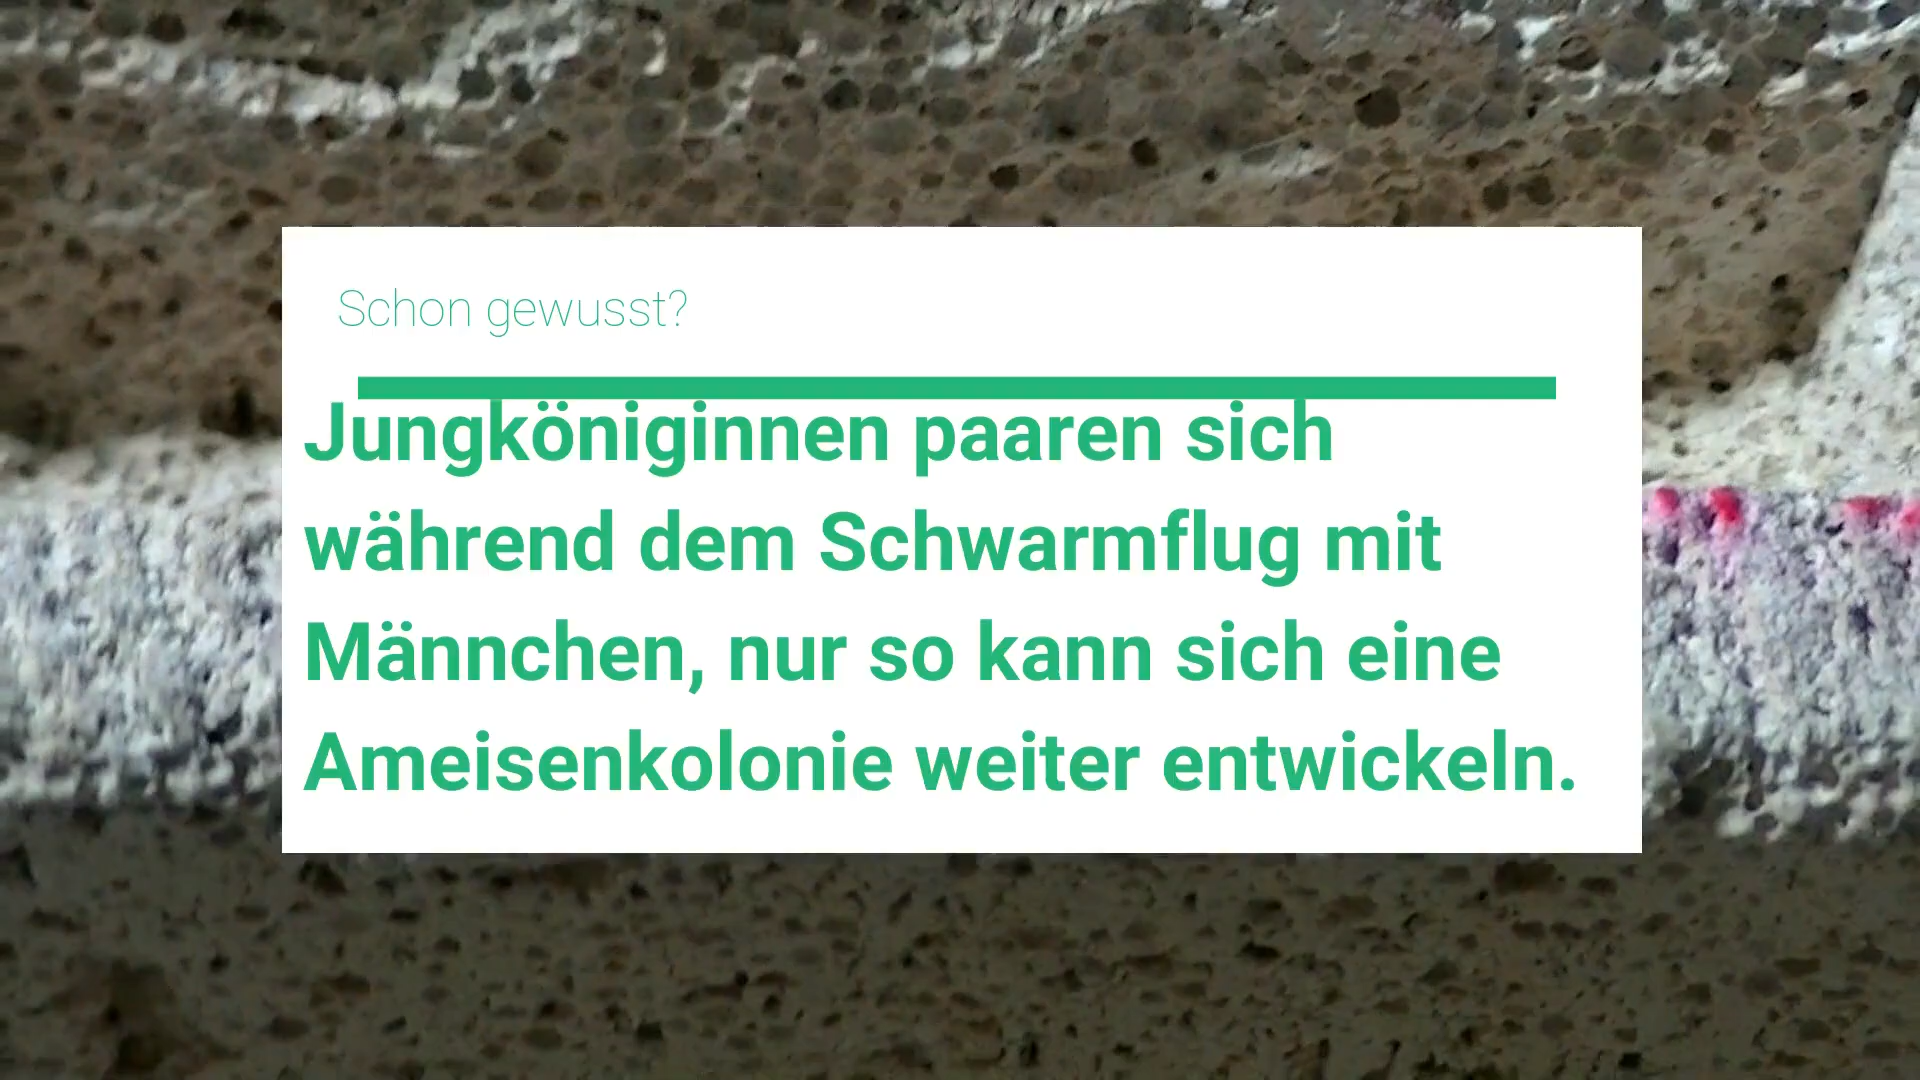 Schon gewusst?
Jungköniginnen paaren sich
während dem Schwarmflug mit
Männchen, nur so kann sich eine
Ameisenkolonie weiter entwickeln.